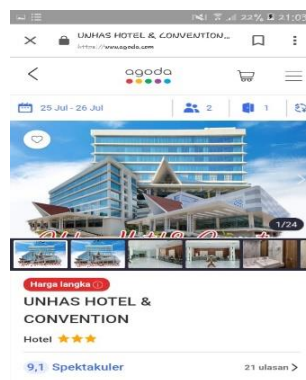 22% 21:03
UNHAS HOTEL & CONVENTION...
https://www.agoda.com
agoda
25 Jul - 26 Jul 2 1
1/24
Harga langka
UNHAS HOTEL &
CONVENTION
Hotel
9,1 Spektakuler 21 ulasan